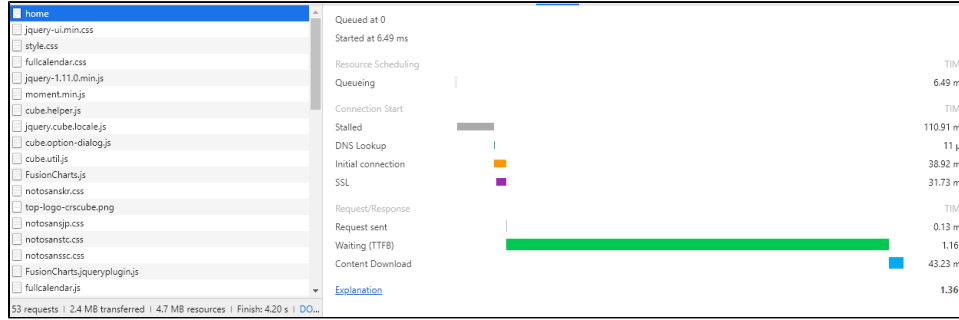 home
jquery-ui.min.css
style.css
fullcalendar.css
jquery-1.11.0.min.js
moment.min.js
cube.helper.js
jquery.cube.locale.js
cube.option-dialog.js
cube.util.js
FusionCharts.js
notosanskr.css
top-logo-crscube.png
notosansjp.css
notosanstc.css
notosanssc.css
FusionCharts.jqueryplugin.js
fullcalendar.js
53 requests | 2.4 MB transferred | 4.7 MB resources | Finish: 4.20 s | DO...
Queued at 0
Started at 6.49 ms
Resource Scheduling TIM
Queueing 6.49 m
Connection Start TIM
Stalled 110.91 m
DNS Lookup 11 µ
Initial connection 38.92 m
SSL 31.73 m
Request/Response TIM
Request sent 0.13 m
Waiting (TTFB) 1.16
Content Download 43.23 m
Explanation 1.36